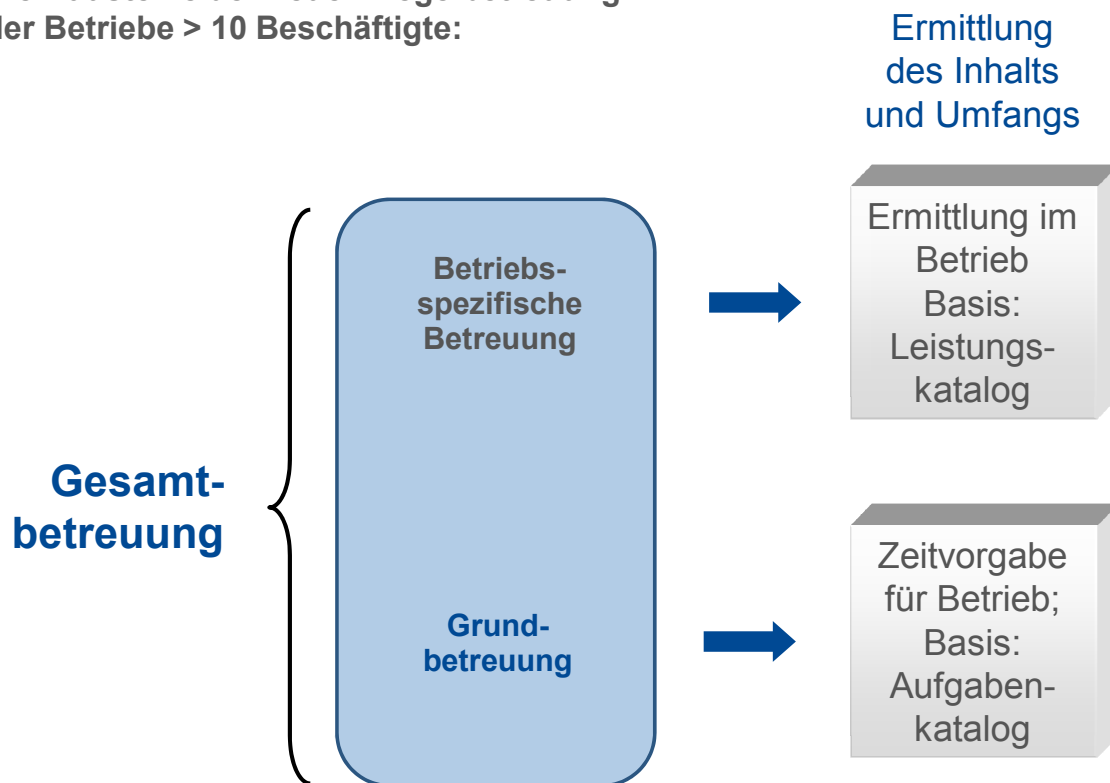 der Betriebe > 10 Beschäftigte:
Ermittlung
des Inhalts
und Umfangs
Betriebs-
spezifische
Betreuung
Ermittlung im
Betrieb
Basis:
Leistungs-
katalog
Gesamt-
betreuung
Grund-
betreuung
Zeitvorgabe
für Betrieb;
Basis:
Aufgaben-
katalog